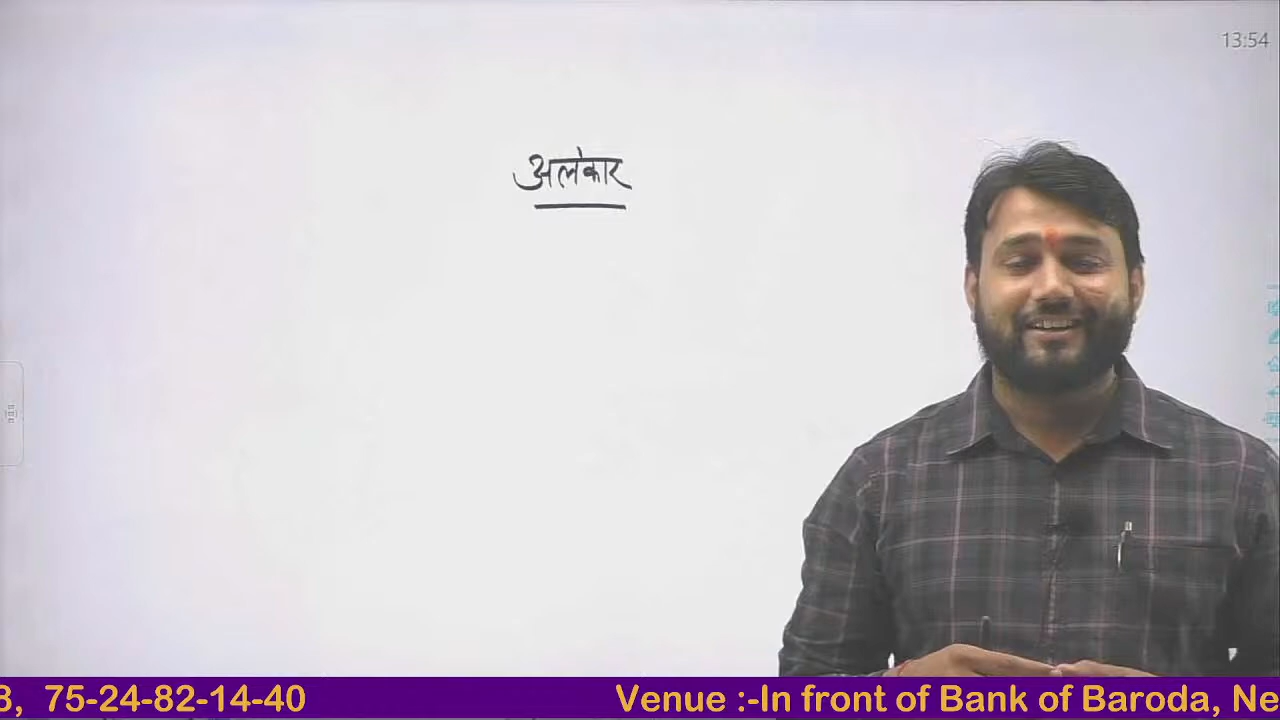 13:54
अलंकार
8, 75-24-82-14-40 Venue :-In front of Bank of Baroda, Ne